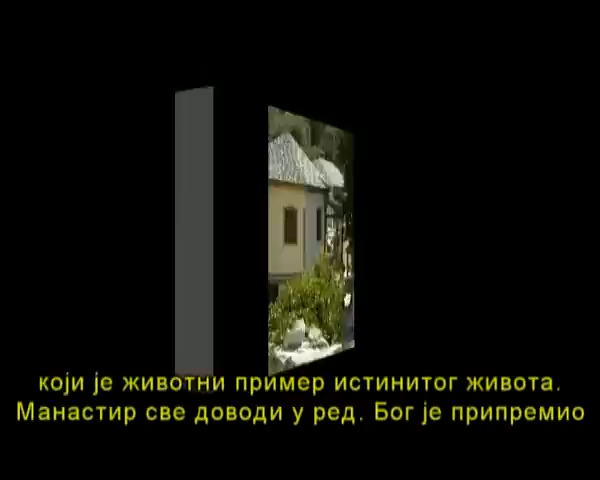 који је животни пример истинитог живота.
Манастир све доводи у ред. Бог је припремио